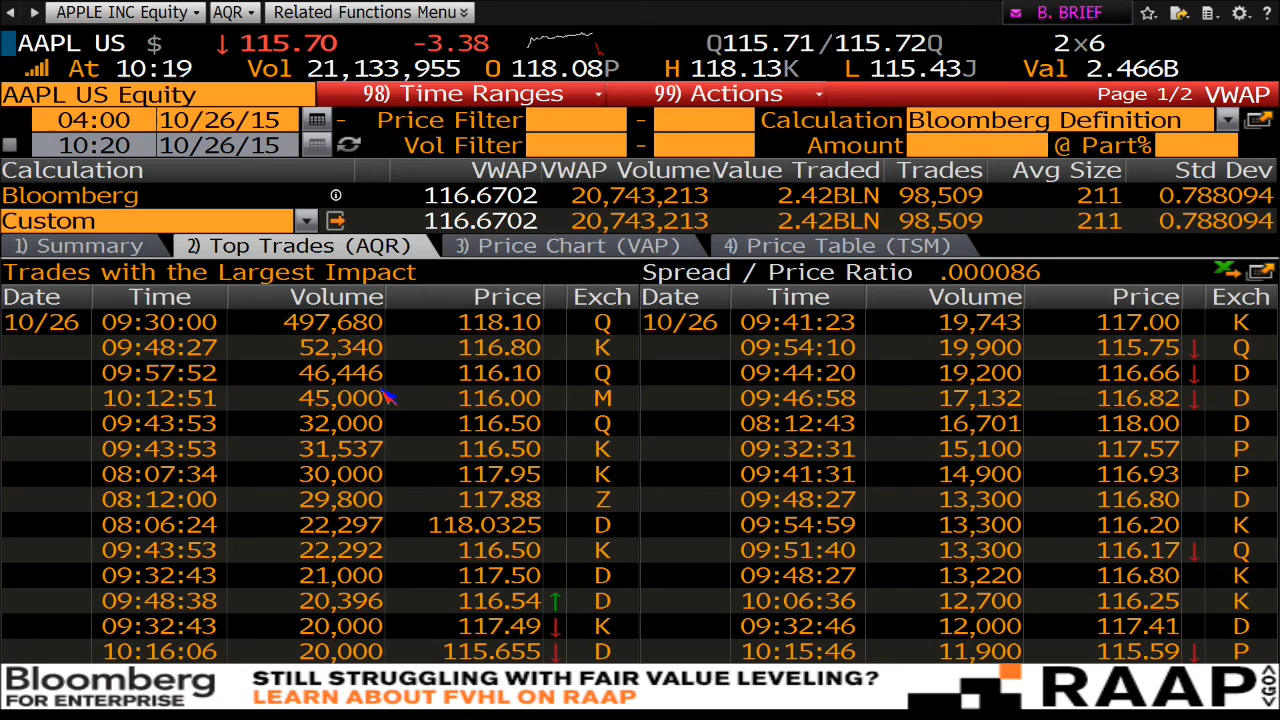 APPLE INC Equity AQR Related Functions Menu B. BRIEF ?
AAPL US $ ↓ 115.70 -3.38 Q115.71 /115.72Q 2×6
At 10:19 Vol 21,133,955 O 118.08P H 118.13K L 115.43J Val 2.466B
AAPL US Equity 98) Time Ranges 99) Actions Page 1/2 VWAP
04:00 10/26/15 - Price Filter - Calculation Bloomberg Definition
10:20 10/26/15 Vol Filter - Amount @ Part%
Calculation VWAP VWAP Volume Value Traded Trades Avg Size Std Dev
Bloomberg 116.6702 20,743,213 2.42BLN 98,509 211 0.788094
Custom 116.6702 20,743,213 2.42BLN 98,509 211 0.788094
1) Summary 2) Top Trades (AQR) 3) Price Chart (VAP) 4) Price Table (TSM)
Trades with the Largest Impact Spread / Price Ratio .000086
Date Time Volume Price Exch Date Time Volume Price Exch
10/26 09:30:00 497,680 118.10 Q 10/26 09:41:23 19,743 117.00 K
09:48:27 52,340 116.80 K 09:54:10 19,900 115.75 ↓ Q
09:57:52 46,446 116.10 Q 09:44:20 19,200 116.66 ↓ D
10:12:51 45,000 116.00 M 09:46:58 17,132 116.82 ↓ D
09:43:53 32,000 116.50 Q 08:12:43 16,701 118.00 D
09:43:53 31,537 116.50 K 09:32:31 15,100 117.57 P
08:07:34 30,000 117.95 K 09:41:31 14,900 116.93 P
08:12:00 29,800 117.88 Z 09:48:27 13,300 116.80 D
08:06:24 22,297 118.0325 D 09:54:59 13,300 116.20 K
09:43:53 22,292 116.50 K 09:51:40 13,300 116.17 ↓ Q
09:32:43 21,000 117.50 D 09:48:27 13,220 116.80 K
09:48:38 20,396 116.54 ↑ D 10:06:36 12,700 116.25 K
09:32:43 20,000 117.49 ↓ K 09:32:46 12,000 117.41 D
10:16:06 20,000 115.655 ↓ D 10:15:46 11,900 115.59 ↓ P
Bloomberg STILL STRUGGLING WITH FAIR VALUE LEVELING? RAAP <GO>
FOR ENTERPRISE LEARN ABOUT FVHL ON RAAP